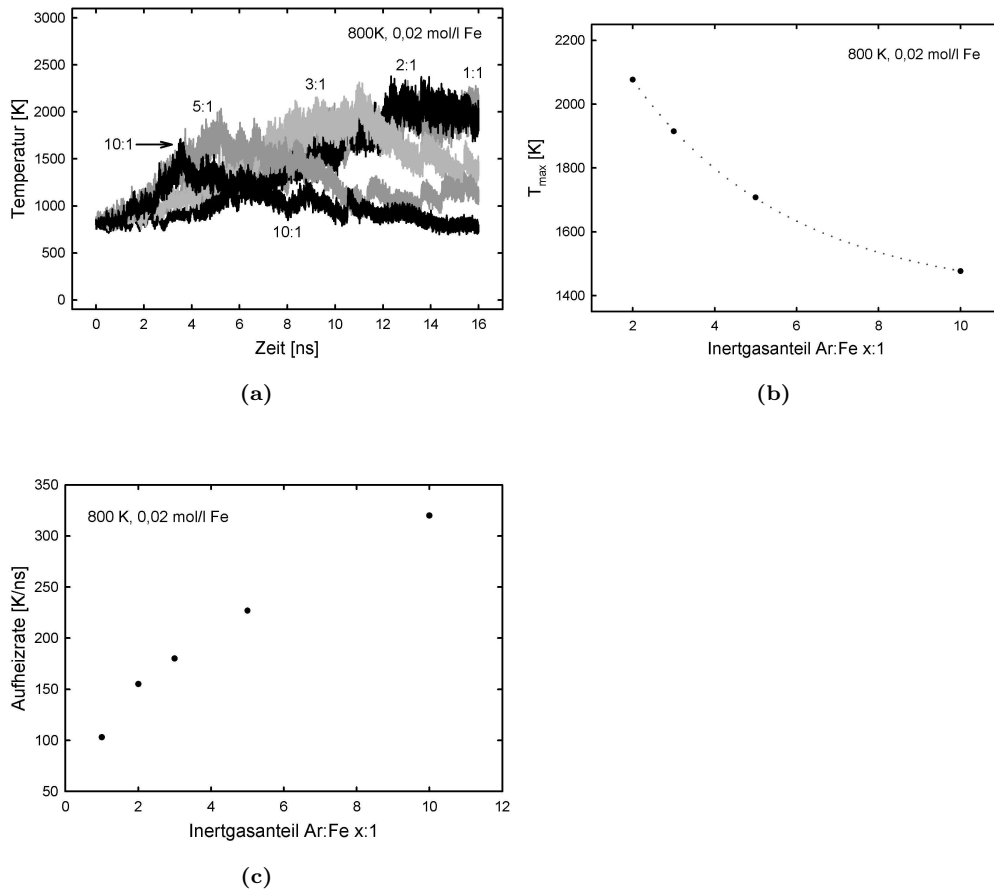 800K, 0,02 mol/l Fe
3000
2500
2000
1500
1000
500
0
Temperatur [K]
10:1
5:1
3:1
2:1
1:1
10:1
0 2 4 6 8 10 12 14 16
Zeit [ns]
(a)
800 K, 0,02 mol/l Fe
2200
2000
1800
1600
1400
T_max [K]
2 4 6 8 10
Inertgasanteil Ar:Fe x:1
(b)
800 K, 0,02 mol/l Fe
350
300
250
200
150
100
50
Aufheizrate [K/ns]
0 2 4 6 8 10 12
Inertgasanteil Ar:Fe x:1
(c)